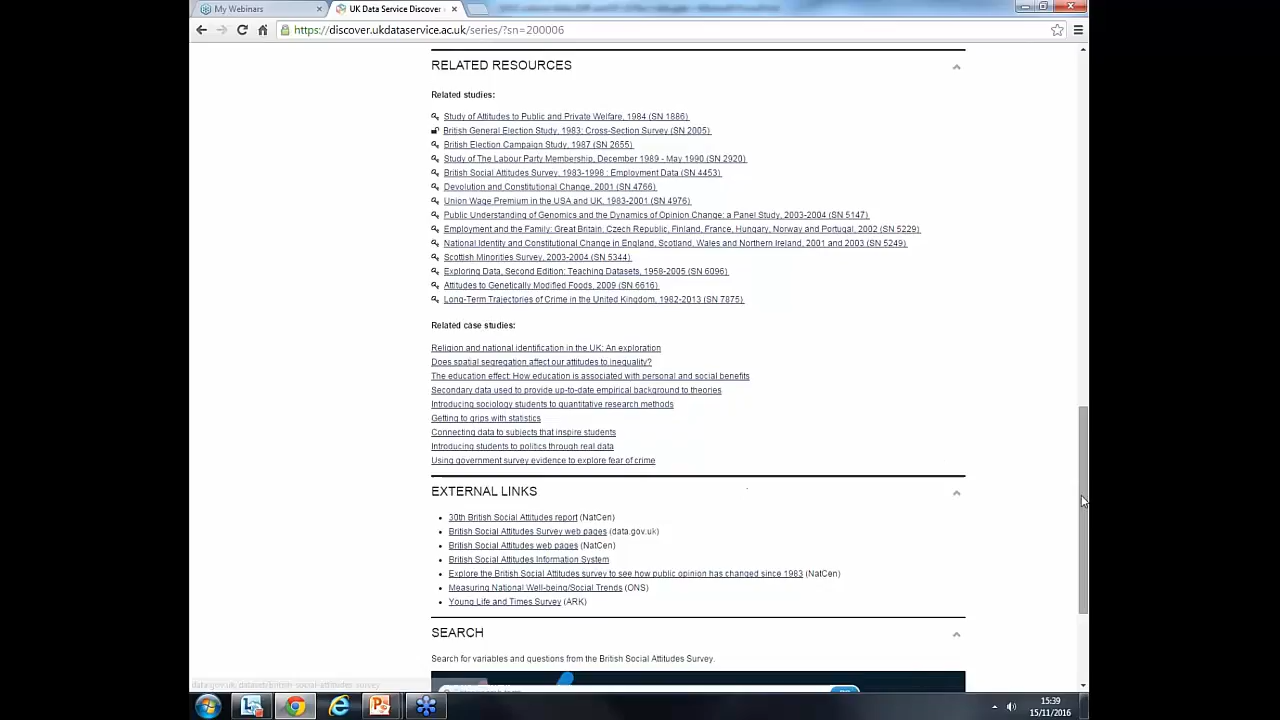 My Webinars
UK Data Service Discover
https://discover.ukdataservice.ac.uk/series/?sn=200006
RELATED RESOURCES
Related studies:
Study of Attitudes to Public and Private Welfare, 1984 (SN 1886)
British General Election Study, 1983; Cross-Section Survey (SN 2005)
British Election Campaign Study, 1987 (SN 2655)
Study of The Labour Party Membership, December 1989 - May 1990 (SN 2920)
British Social Attitudes Survey, 1983-1998 : Employment Data (SN 4453)
Devolution and Constitutional Change, 2001 (SN 4766)
Union Wage Premium in the USA and UK, 1983-2001 (SN 4976)
Public Understanding of Genomics and the Dynamics of Opinion Change: a Panel Study, 2003-2004 (SN 5147)
Employment and the Family: Great Britain, Czech Republic, Finland, France, Hungary, Norway and Portugal, 2002 (SN 5229)
National Identity and Constitutional Change in England, Scotland, Wales and Northern Ireland, 2001 and 2003 (SN 5249)
Scottish Minorities Survey, 2003-2004 (SN 5344)
Exploring Data, Second Edition: Teaching Datasets, 1958-2005 (SN 6096)
Attitudes to Genetically Modified Foods, 2009 (SN 6616)
Long-Term Trajectories of Crime in the United Kingdom, 1982-2013 (SN 7875)
Related case studies:
Religion and national identification in the UK: An exploration
Does spatial segregation affect our attitudes to inequality?
The education effect: How education is associated with personal and social benefits
Secondary data used to provide up-to-date empirical background to theories
Introducing sociology students to quantitative research methods
Getting to grips with statistics
Connecting data to subjects that inspire students
Introducing students to politics through real data
Using government survey evidence to explore fear of crime
EXTERNAL LINKS
30th British Social Attitudes report (NatCen)
British Social Attitudes Survey web pages (data.gov.uk)
British Social Attitudes web pages (NatCen)
British Social Attitudes Information System
Explore the British Social Attitudes survey to see how public opinion has changed since 1983 (NatCen)
Measuring National Well-being/Social Trends (ONS)
Young Life and Times Survey (ARK)
SEARCH
Search for variables and questions from the British Social Attitudes Survey.
15:39
15/11/2016